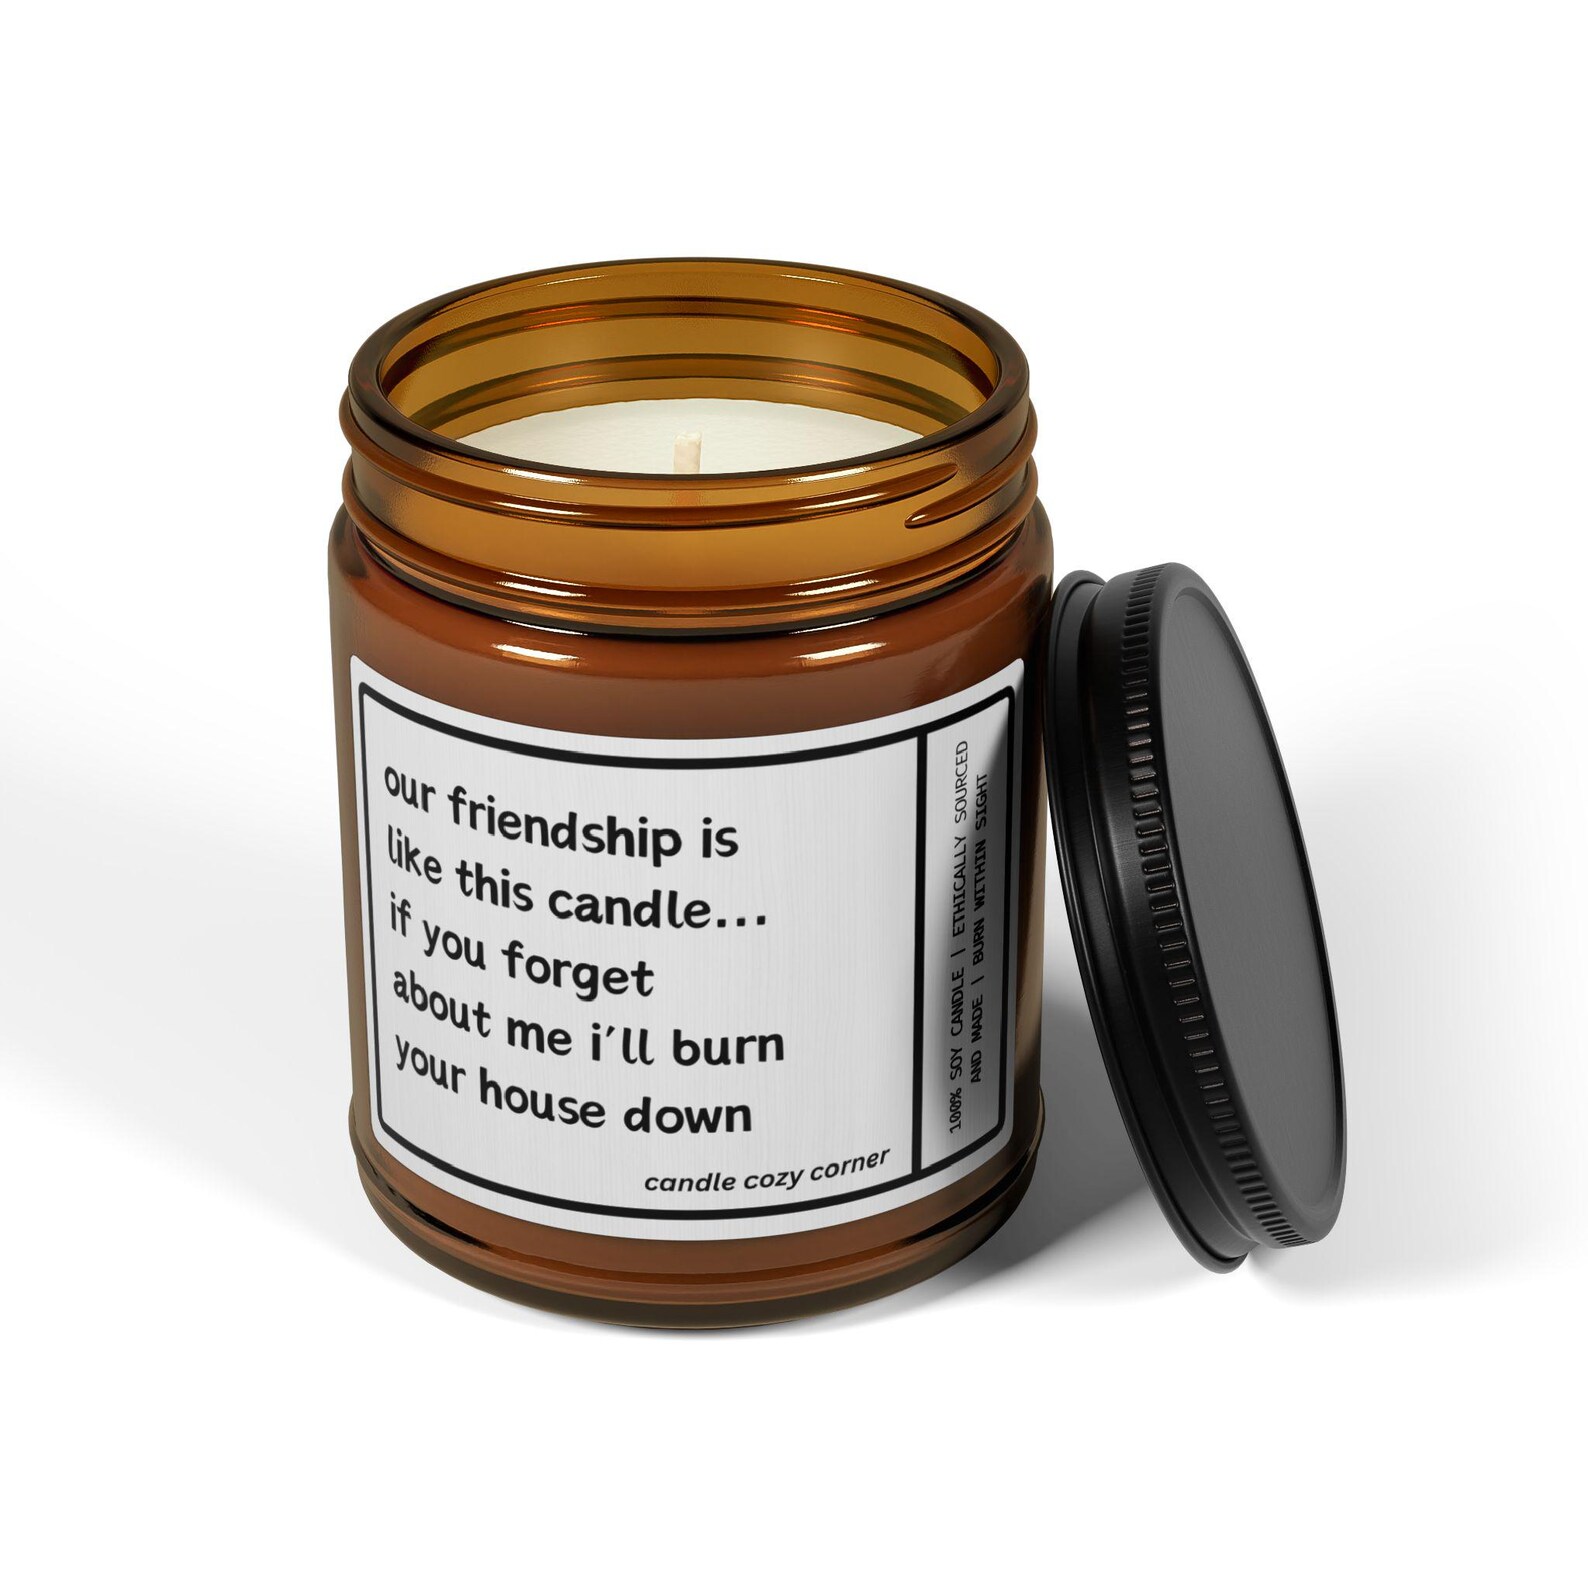 our friendship is
like this candle...
if you forget
about me i'll burn
your house down
candle cozy corner
100% SOY CANDLE | ETHICALLY SOURCED
AND MADE | BURN WITHIN SIGHT